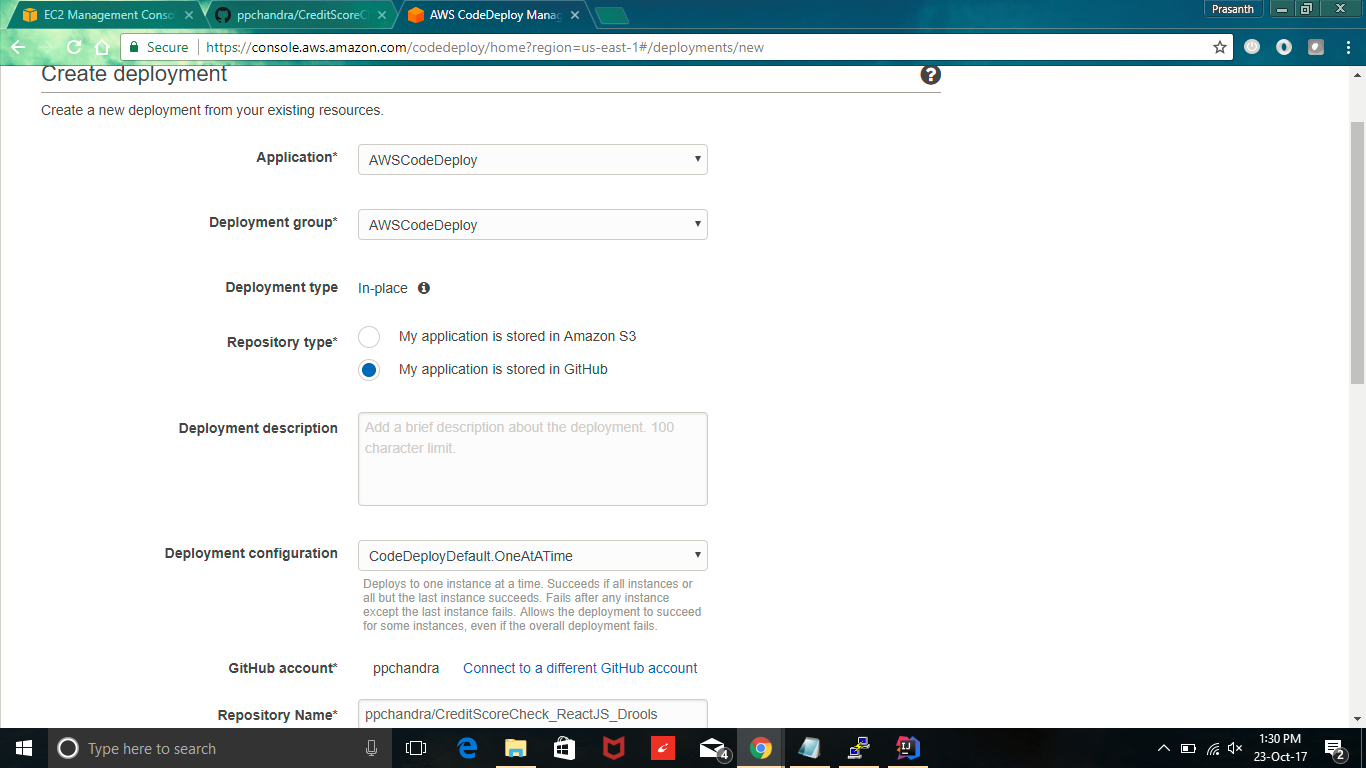 EC2 Management Conso
ppchandra/CreditScoreC
AWS CodeDeploy Manag
Prasanth
Secure
https://console.aws.amazon.com/codedeploy/home?region=us-east-1#/deployments/new
Create deployment
?
Create a new deployment from your existing resources.
Application*
AWSCodeDeploy
Deployment group*
AWSCodeDeploy
Deployment type
In-place
Repository type*
My application is stored in Amazon S3
My application is stored in GitHub
Deployment description
Add a brief description about the deployment. 100
character limit.
Deployment configuration
CodeDeployDefault.OneAtATime
Deploys to one instance at a time. Succeeds if all instances or
all but the last instance succeeds. Fails after any instance
except the last instance fails. Allows the deployment to succeed
for some instances, even if the overall deployment fails.
GitHub account*
ppchandra
Connect to a different GitHub account
Repository Name*
ppchandra/CreditScoreCheck_ReactJS_Drools
Type here to search
4
IJ
1:30 PM
23-Oct-17
2